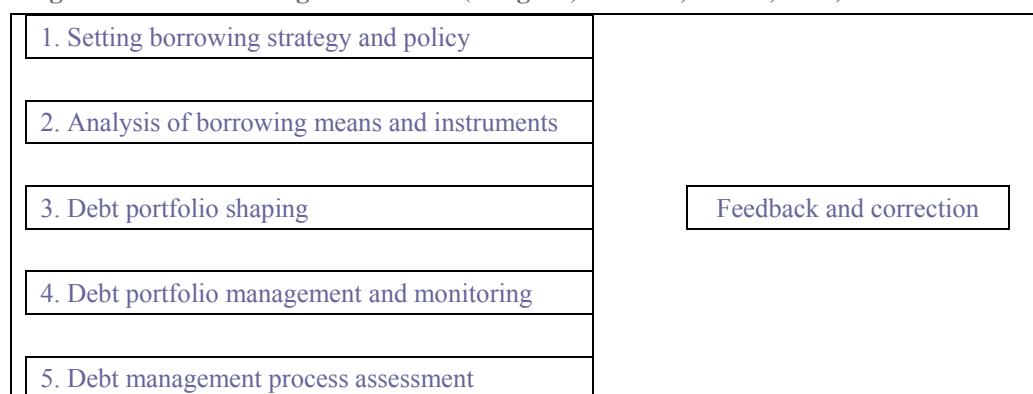 1. Setting borrowing strategy and policy
2. Analysis of borrowing means and instruments
3. Debt portfolio shaping
Feedback and correction
4. Debt portfolio management and monitoring
5. Debt management process assessment